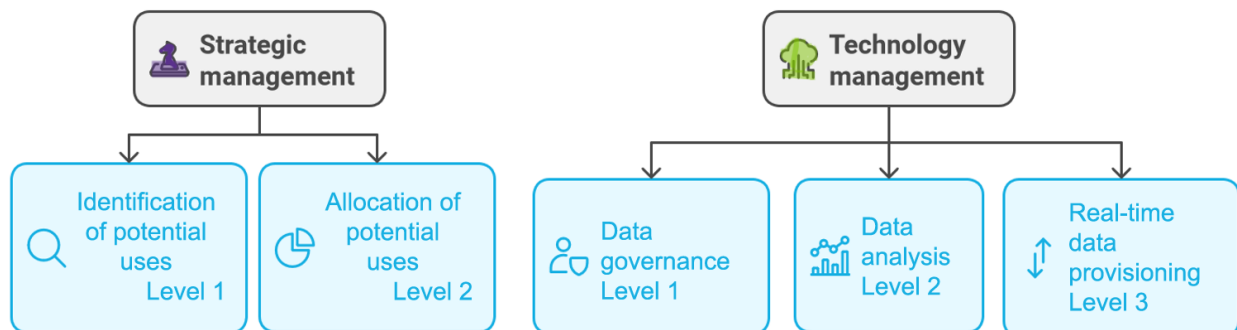 Strategic
management
Technology
management
Identification
of potential
uses
Level 1
Allocation of
potential
uses
Level 2
Data
governance
Level 1
Data
analysis
Level 2
Real-time
data
provisioning
Level 3